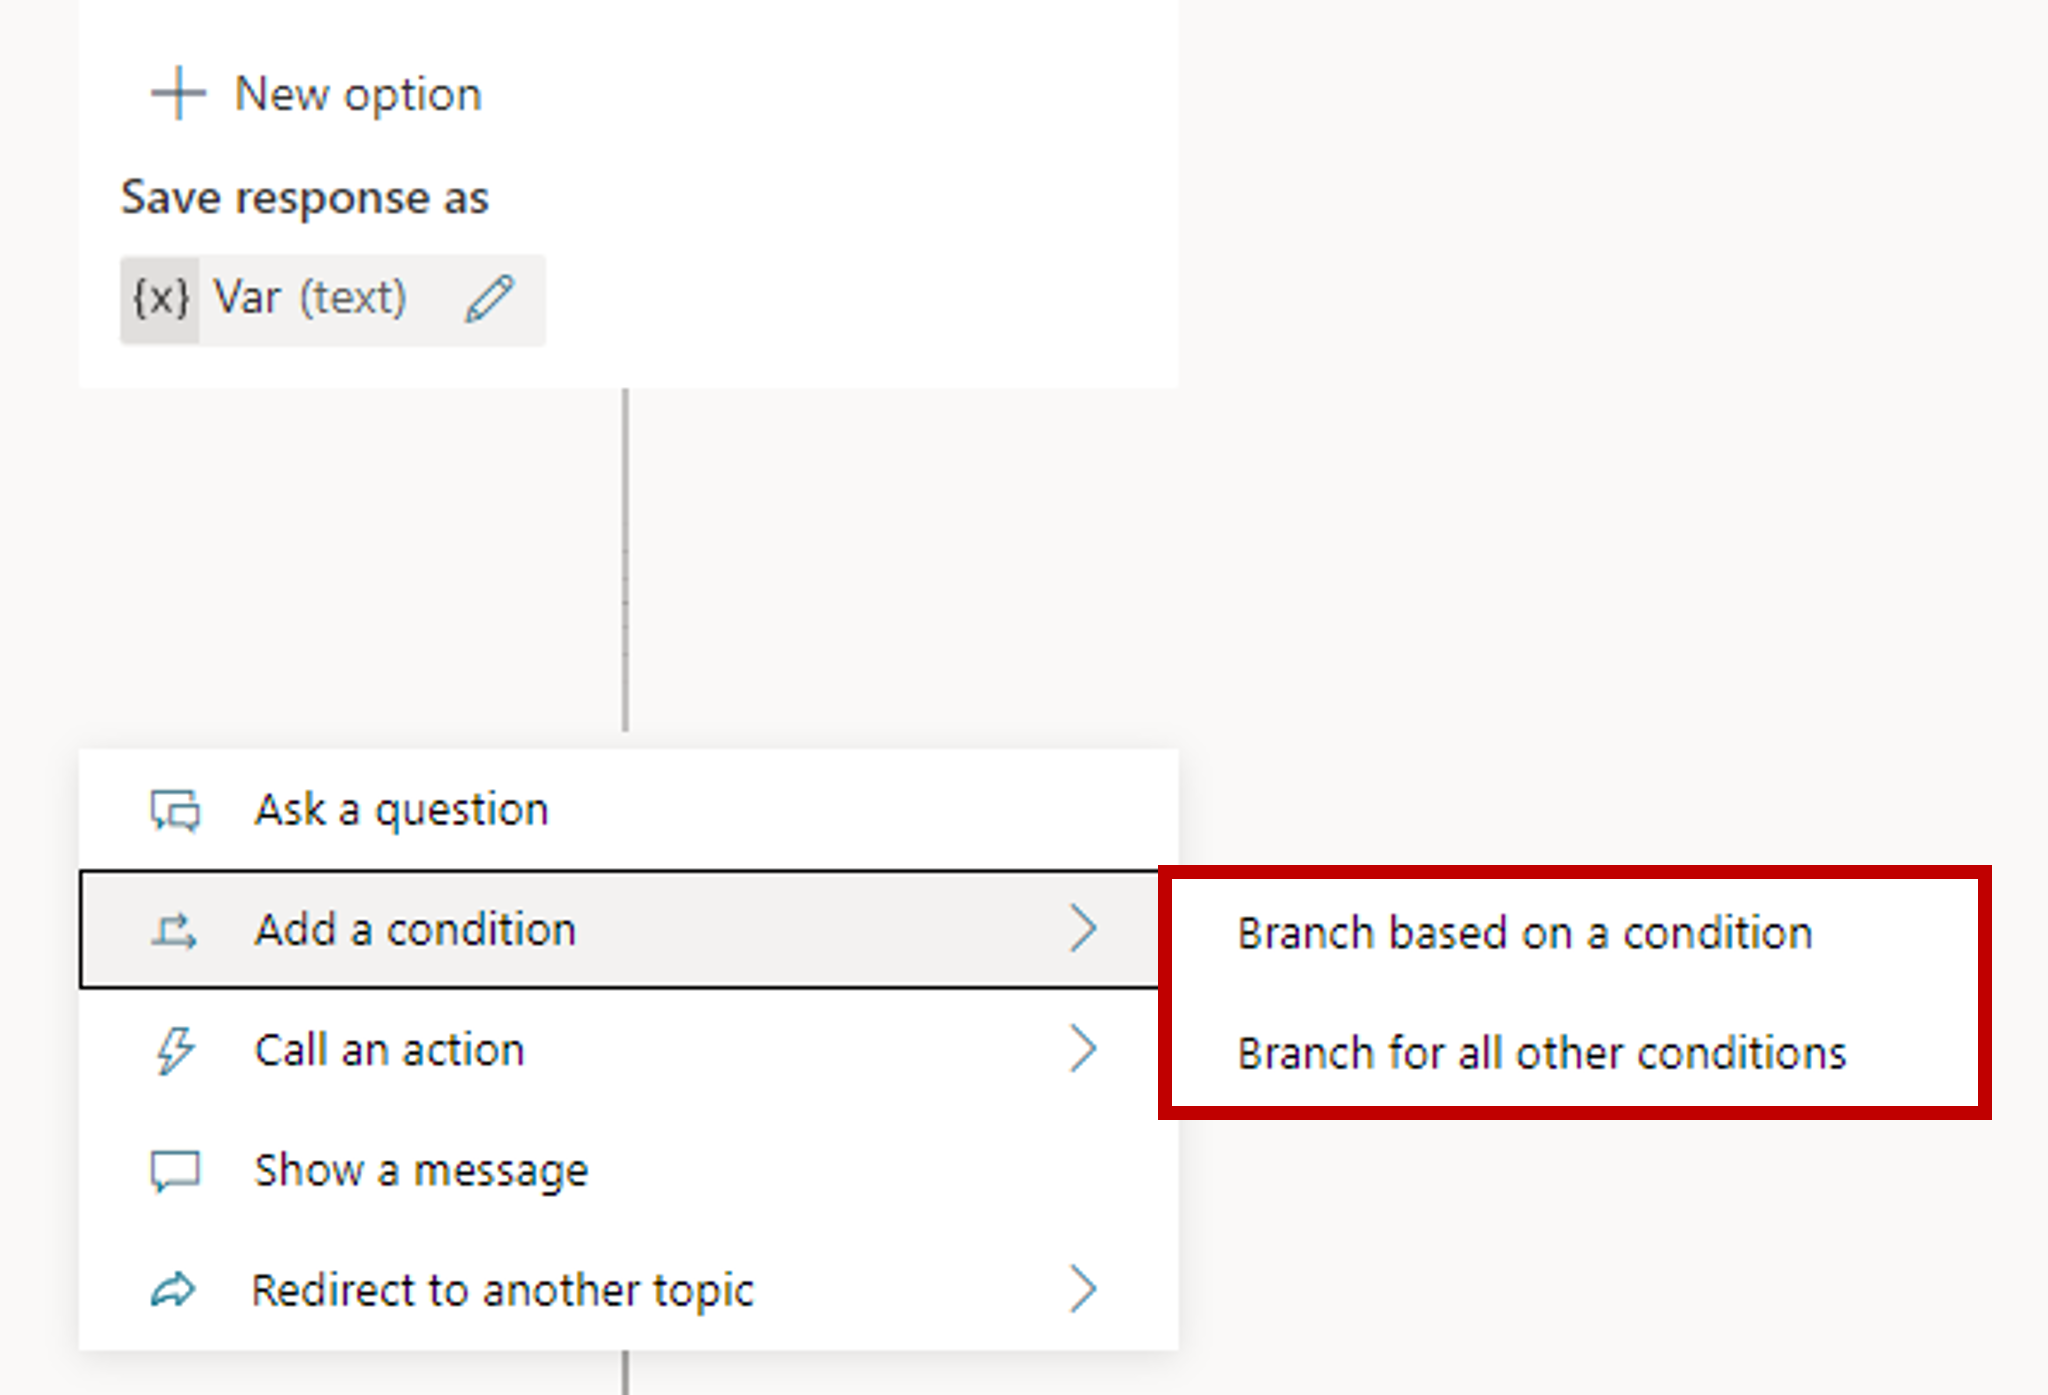 New option
Save response as
{x} Var (text)
Ask a question
Add a condition
Branch based on a condition
Call an action
Branch for all other conditions
Show a message
Redirect to another topic